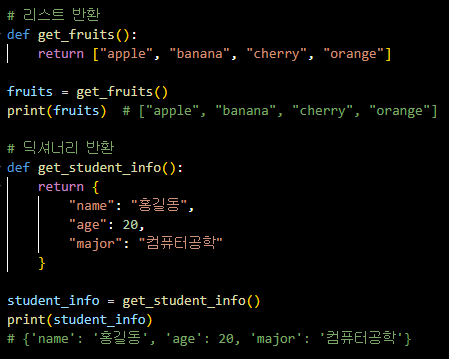 # 리스트 반환
def get_fruits():
    return ["apple", "banana", "cherry", "orange"]
fruits = get_fruits()
print(fruits)  # ["apple", "banana", "cherry", "orange"]
# 딕셔너리 반환
def get_student_info():
    return {
        "name": "홍길동",
        "age": 20,
        "major": "컴퓨터공학"
    }
student_info = get_student_info()
print(student_info)
# {'name': '홍길동', 'age': 20, 'major': '컴퓨터공학'}